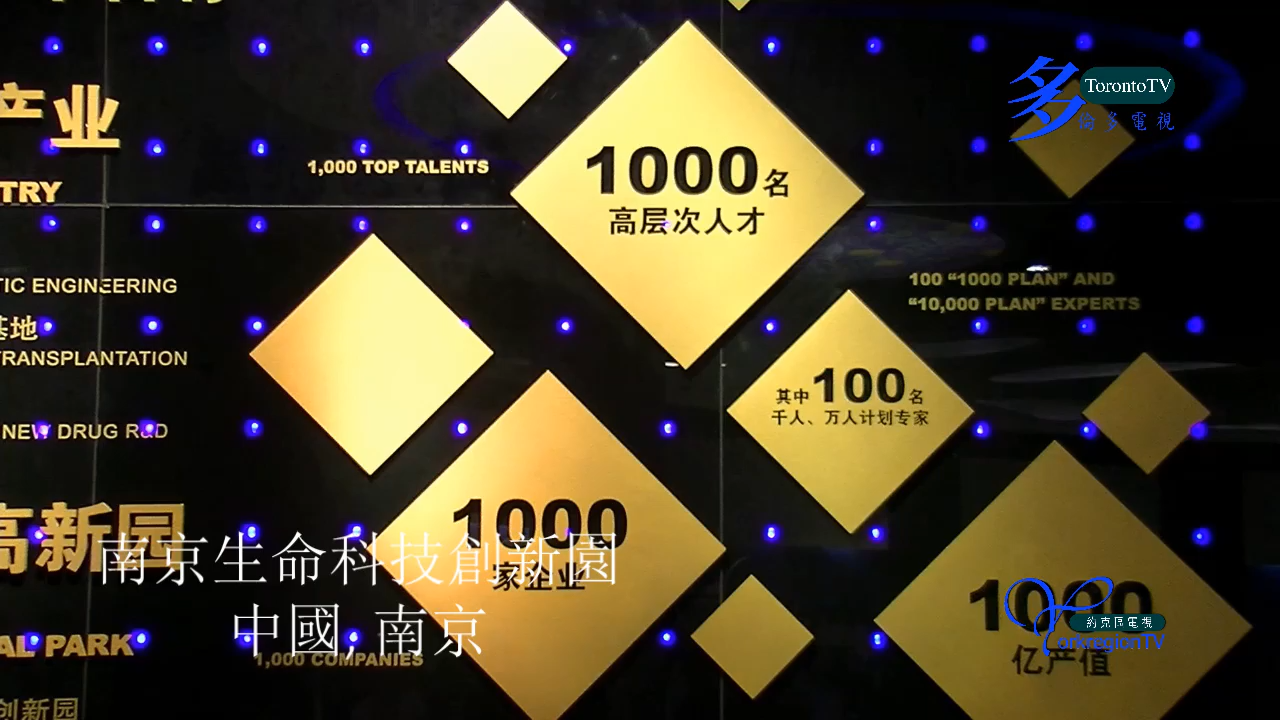 产业
TRY
TIC ENGINEERING
基地
TRANSPLANTATION
NEW DRUG R&D
高新园
AL PARK
创新园
1,000 TOP TALENTS
1000名
高层次人才
多
TorontoTV
倫多電視
100 “1000 PLAN” AND
“10,000 PLAN” EXPERTS
其中100名
千人、万人计划专家
1000
家企业
1,000 COMPANIES
1000
亿产值
約克區電視
YorkregionTV
南京生命科技創新園
中國,南京